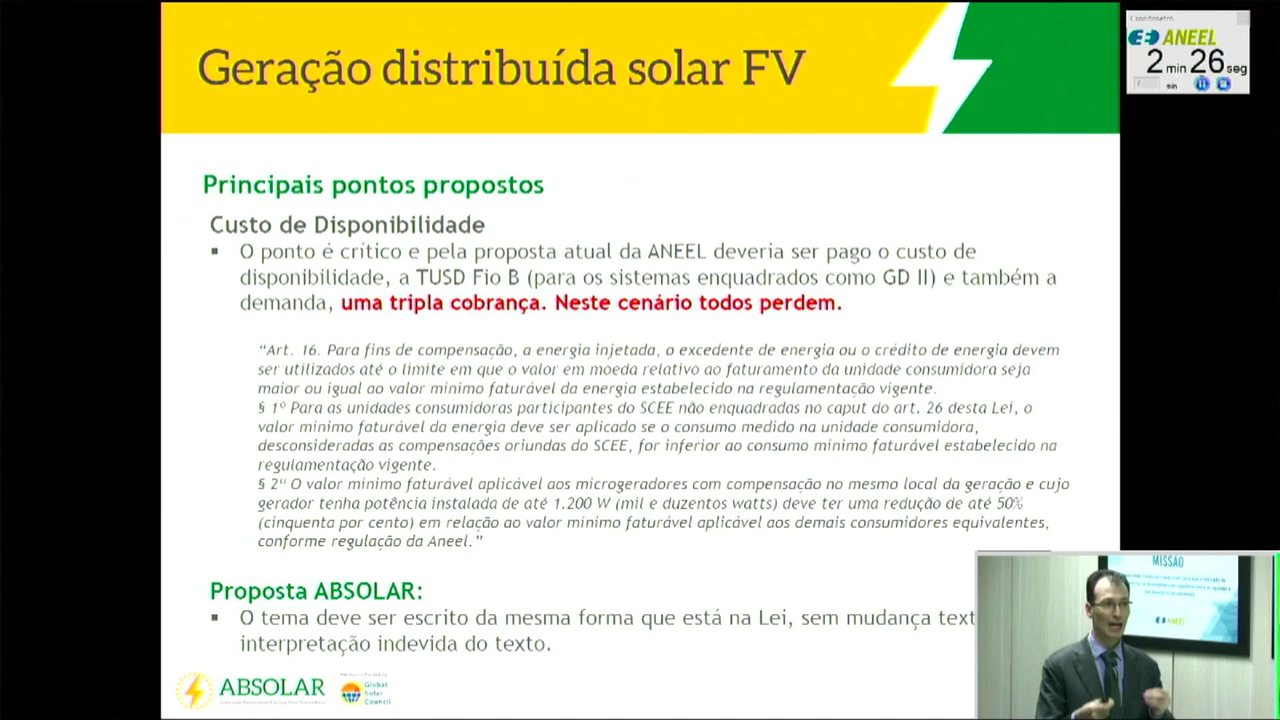 Geração distribuída solar FV
Cronômetro
ANEEL
2 min 26 seg
min
Principais pontos propostos
Custo de Disponibilidade
▪ O ponto é crítico e pela proposta atual da ANEEL deveria ser pago o custo de
disponibilidade, a TUSD Fio B (para os sistemas enquadrados como GD II) e também a
demanda, uma tripla cobrança. Neste cenário todos perdem.
“Art. 16. Para fins de compensação, a energia injetada, o excedente de energia ou o crédito de energia devem
ser utilizados até o limite em que o valor em moeda relativo ao faturamento da unidade consumidora seja
maior ou igual ao valor mínimo faturável da energia estabelecido na regulamentação vigente.
§ 1º Para as unidades consumidoras participantes do SCEE não enquadradas no caput do art. 26 desta Lei, o
valor mínimo faturável da energia deve ser aplicado se o consumo medido na unidade consumidora,
desconsideradas as compensações oriundas do SCEE, for inferior ao consumo mínimo faturável estabelecido na
regulamentação vigente.
§ 2º O valor mínimo faturável aplicável aos microgeradores com compensação no mesmo local da geração e cujo
gerador tenha potência instalada de até 1.200 W (mil e duzentos watts) deve ter uma redução de até 50%
(cinquenta por cento) em relação ao valor mínimo faturável aplicável aos demais consumidores equivalentes,
conforme regulação da Aneel.”
Proposta ABSOLAR:
▪ O tema deve ser escrito da mesma forma que está na Lei, sem mudança text
interpretação indevida do texto.
ABSOLAR
Global
Solar
Council
MISSÃO
ANEEL